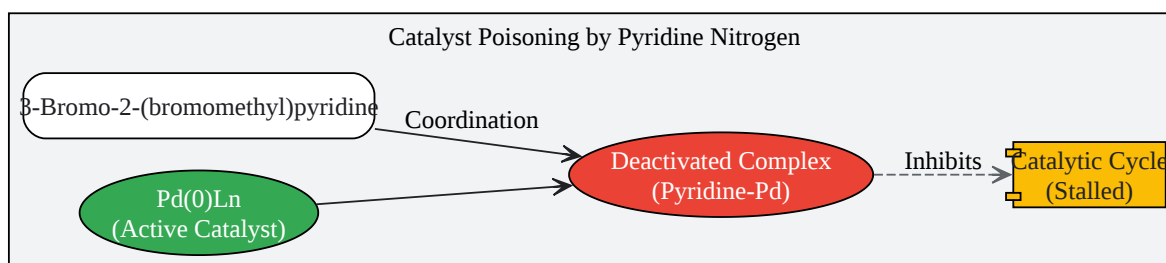 Catalyst Poisoning by Pyridine Nitrogen
3-Bromo-2-(bromomethyl)pyridine
Coordination
Pd(0)Ln
(Active Catalyst)
Deactivated Complex
(Pyridine-Pd)
Inhibits
Catalytic Cycle
(Stalled)